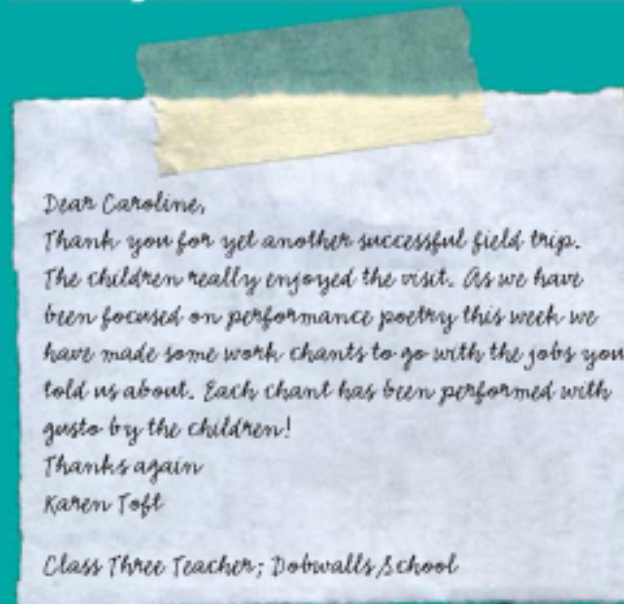 Dear Caroline,
Thank you for yet another successful field trip.
The children really enjoyed the visit. As we have
been focused on performance poetry this week we
have made some work chants to go with the jobs you
told us about. Each chant has been performed with
gusto by the children!
Thanks again
Karen Toft
Class Three Teacher; Dobwalls School